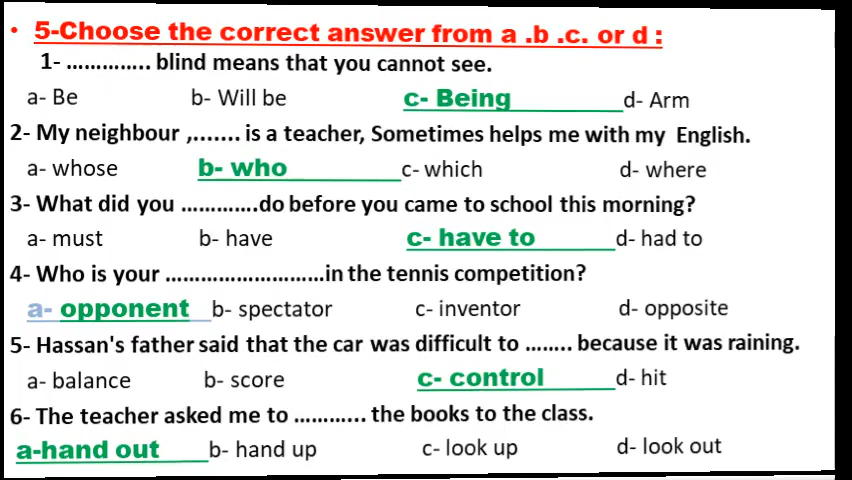 • 5-Choose the correct answer from a .b .c. or d :
1- ………….. blind means that you cannot see.
a- Be b- Will be c- Being d- Arm
2- My neighbour ,....... is a teacher, Sometimes helps me with my English.
a- whose b- who c- which d- where
3- What did you ………….do before you came to school this morning?
a- must b- have c- have to d- had to
4- Who is your ………………………in the tennis competition?
a- opponent b- spectator c- inventor d- opposite
5- Hassan's father said that the car was difficult to …..... because it was raining.
a- balance b- score c- control d- hit
6- The teacher asked me to ………… the books to the class.
a-hand out b- hand up c- look up d- look out